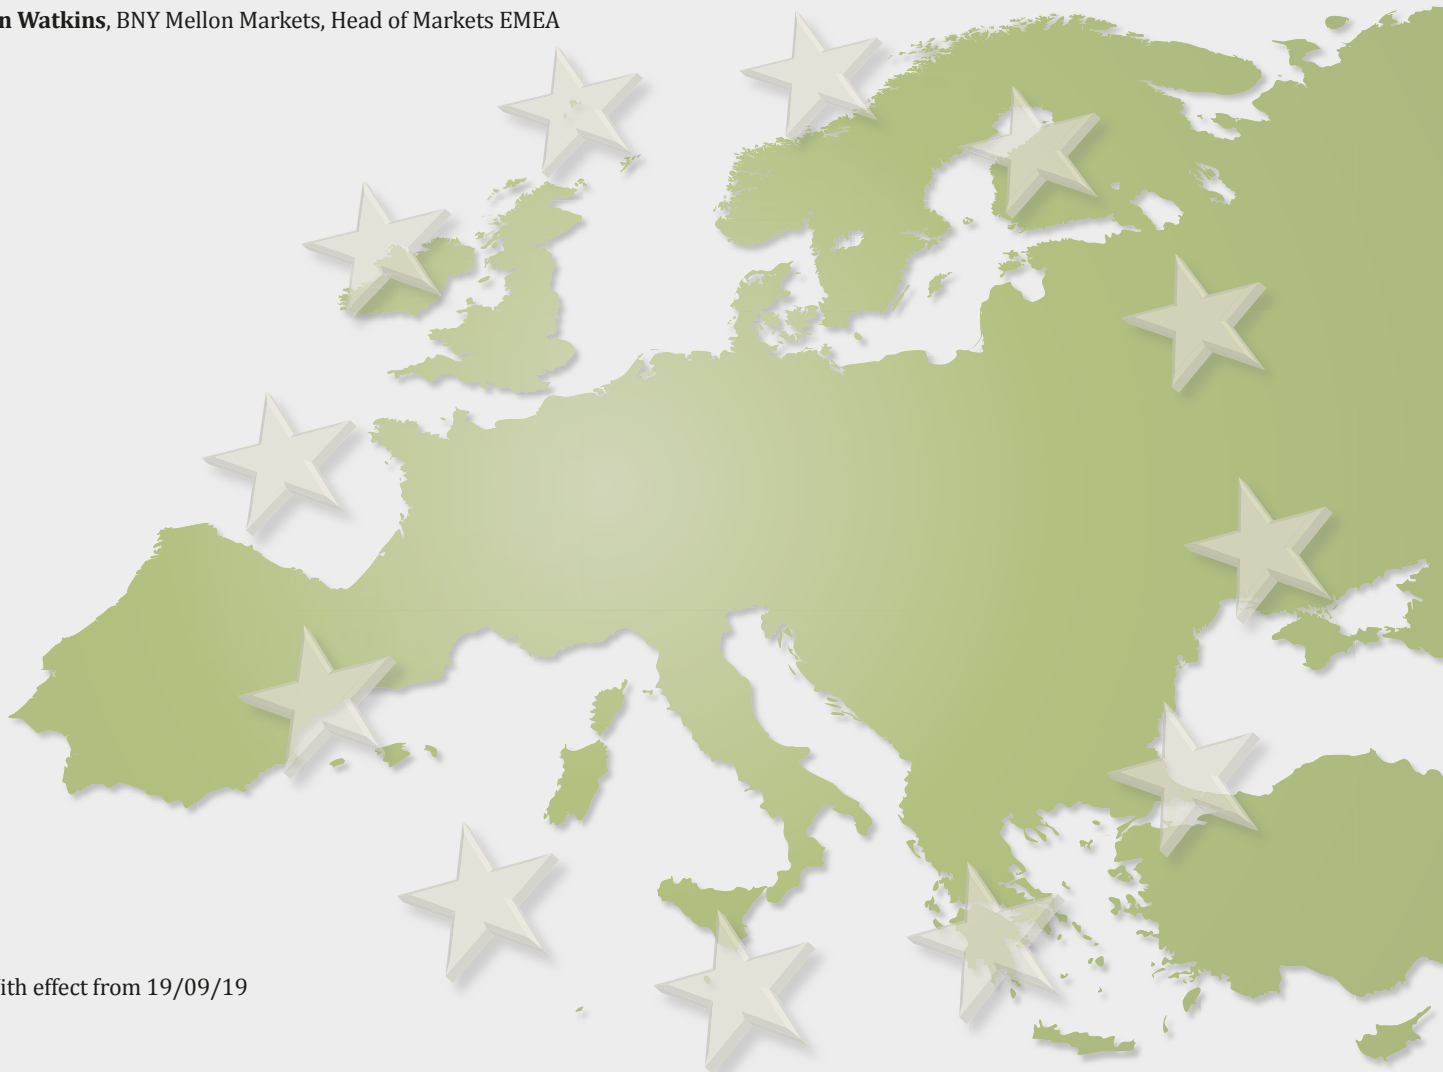 n Watkins, BNY Mellon Markets, Head of Markets EMEA
ith effect from 19/09/19